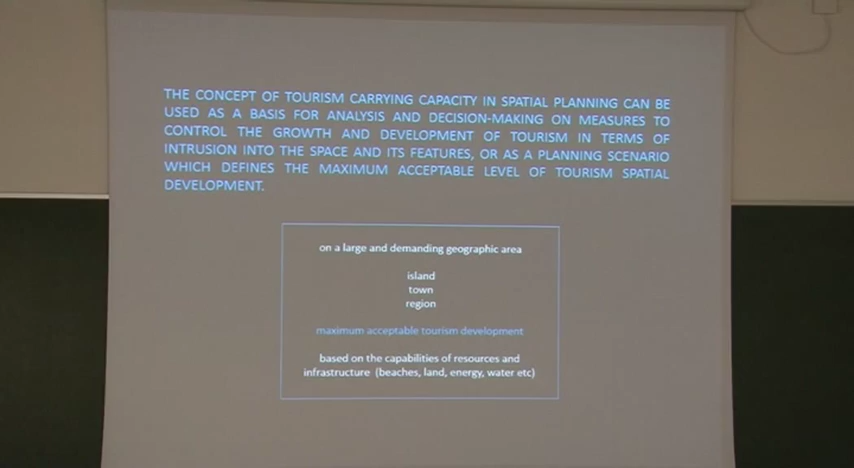 THE CONCEPT OF TOURISM CARRYING CAPACITY IN SPATIAL PLANNING CAN BE
USED AS A BASIS FOR ANALYSIS AND DECISION-MAKING ON MEASURES TO
CONTROL THE GROWTH AND DEVELOPMENT OF TOURISM IN TERMS OF
INTRUSION INTO THE SPACE AND ITS FEATURES, OR AS A PLANNING SCENARIO
WHICH DEFINES THE MAXIMUM ACCEPTABLE LEVEL OF TOURISM SPATIAL
DEVELOPMENT.
on a large and demanding geographic area
island
town
region
maximum acceptable tourism development
based on the capabilities of resources and
infrastructure (beaches, land, energy, water etc)